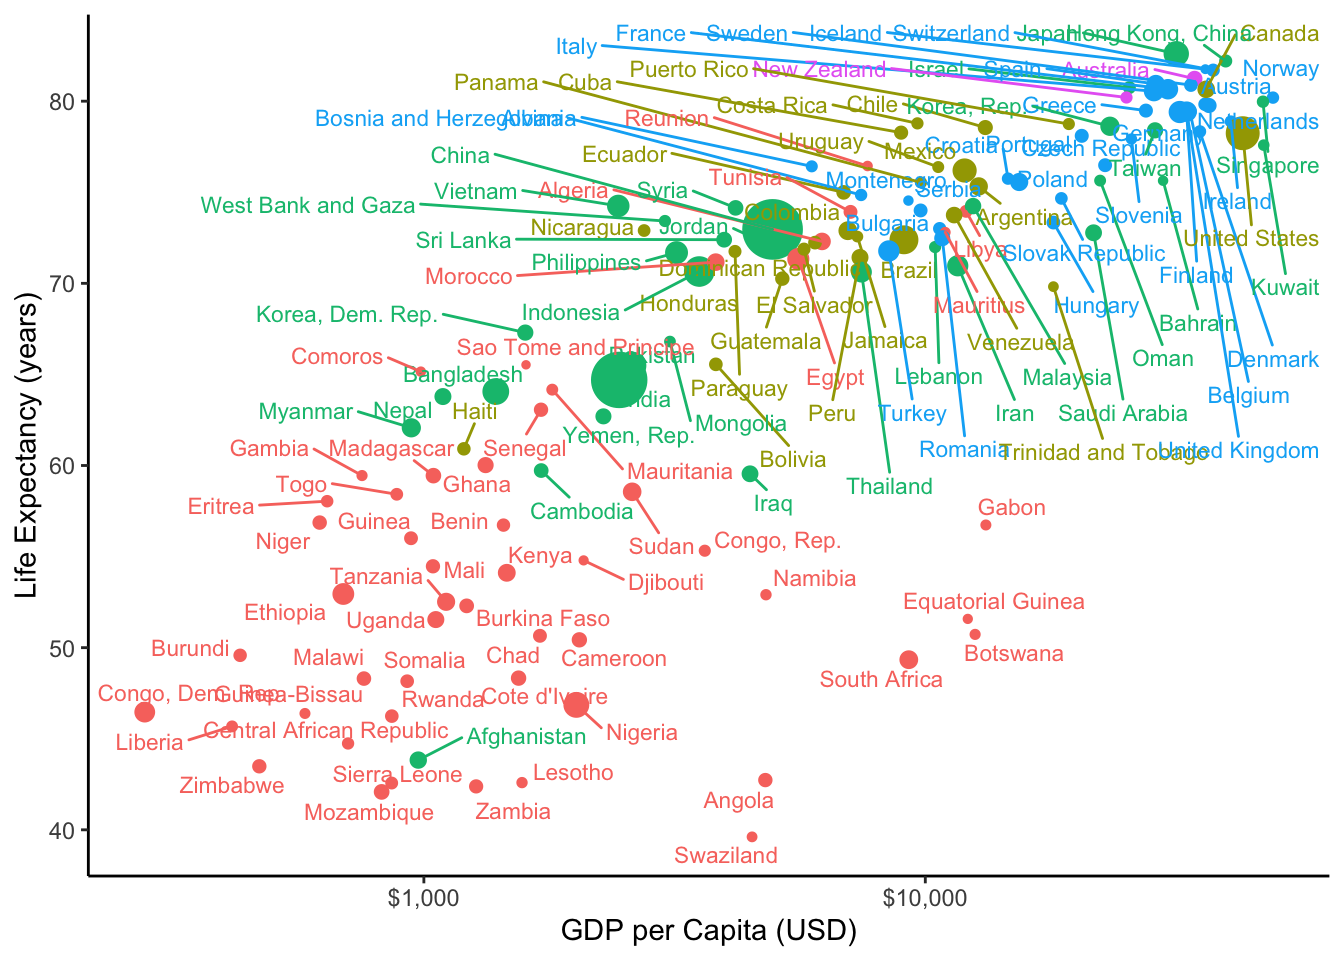 France Sweden Iceland Switzerland Japan Hong Kong, China Canada
Italy
Puerto Rico New Zealand Israel Spain Australia Norway
Panama Cuba Austria
80
Costa Rica Chile Korea, Rep. Greece
Bosnia and Herzegovina Albania Reunion Germany Netherlands
Uruguay Croatia Portugal Czech Republic
China Ecuador Mexico
Taiwan Singapore
Vietnam Algeria Syria Tunisia Montenegro Serbia Poland
West Bank and Gaza Colombia Argentina Slovenia Ireland
Nicaragua Jordan Bulgaria
Sri Lanka Libya Slovak Republic United States
Philippines Dominican Republic Brazil
Morocco Finland
70
Kuwait
Honduras El Salvador Mauritius Hungary
Indonesia
Korea, Dem. Rep. Bahrain
Guatemala Jamaica Venezuela
Comoros Sao Tome and Principe Pakistan Oman Denmark
Bangladesh Egypt Lebanon Malaysia
Paraguay Belgium
India
Myanmar Nepal Haiti Peru Turkey Iran Saudi Arabia
Mongolia
Yemen, Rep.
Gambia Madagascar Senegal Romania Trinidad and Tobago United Kingdom
Bolivia
60
Mauritania
Togo Ghana Thailand
Eritrea Cambodia Iraq Gabon
Niger Guinea Benin
Sudan Congo, Rep.
Kenya
Tanzania Mali Djibouti Namibia
Ethiopia Equatorial Guinea
Uganda Burkina Faso
50
Burundi Malawi Somalia Chad Cameroon Botswana
South Africa
Congo, Dem. Rep. Guinea-Bissau Rwanda Cote d'Ivoire
Liberia Central African Republic Afghanistan Nigeria
Zimbabwe Sierra Leone Lesotho
Mozambique Zambia Angola
40
Swaziland
$1,000 $10,000
GDP per Capita (USD)
Life Expectancy (years)